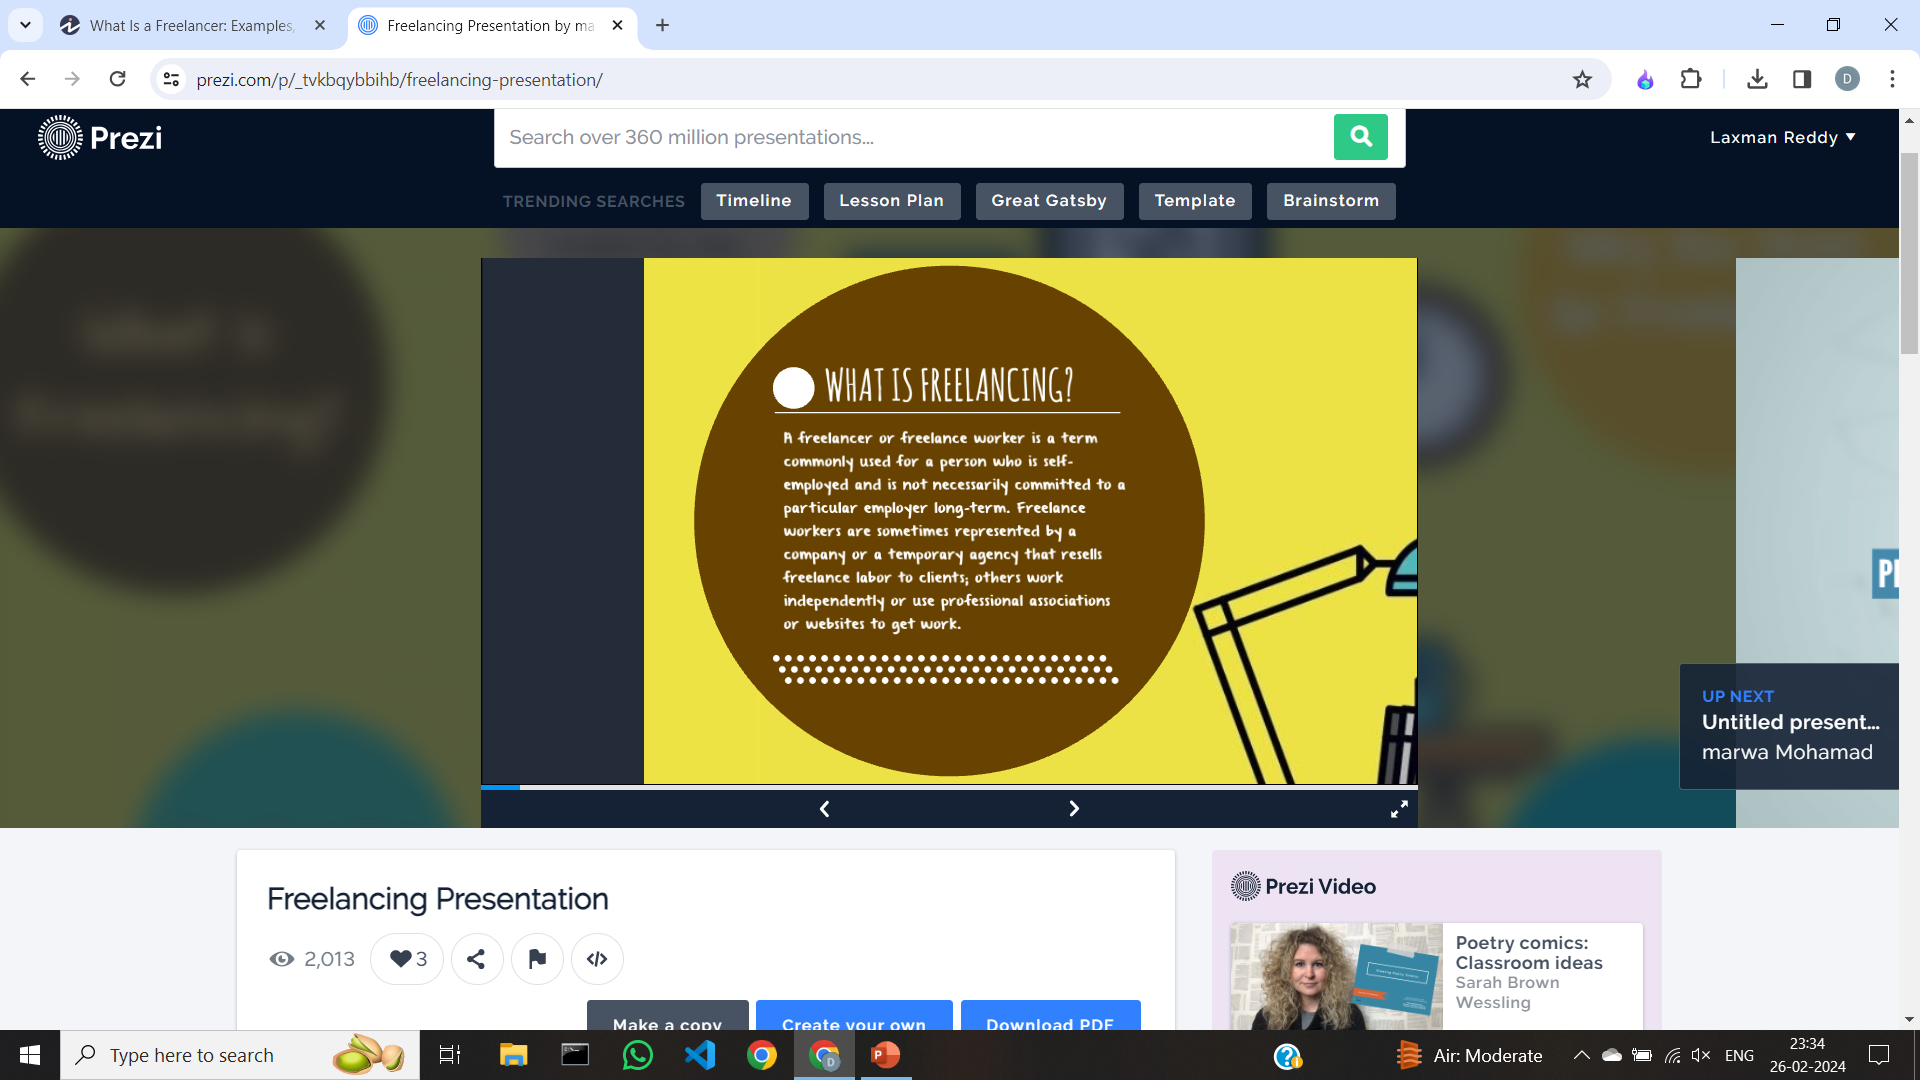 What Is a Freelancer: Examples,
Freelancing Presentation by ma
prezi.com/p/_tvkbqybbihb/freelancing-presentation/
D
Prezi
Search over 360 million presentations...
Laxman Reddy
TRENDING SEARCHES
Timeline
Lesson Plan
Great Gatsby
Template
Brainstorm
What is
Freelancing?
WHAT IS FREELANCING?
A freelancer or freelance worker is a term
commonly used for a person who is self-
employed and is not necessarily committed to a
particular employer long-term. Freelance
workers are sometimes represented by a
company or a temporary agency that resells
freelance labor to clients; others work
independently or use professional associations
or websites to get work.
UP NEXT
Untitled present...
marwa Mohamad
Freelancing Presentation
2,013
3
Make a copy
Create your own
Download PDF
Prezi Video
Poetry comics:
Classroom ideas
Sarah Brown
Wessling
Type here to search
Air: Moderate
ENG
23:34
26-02-2024